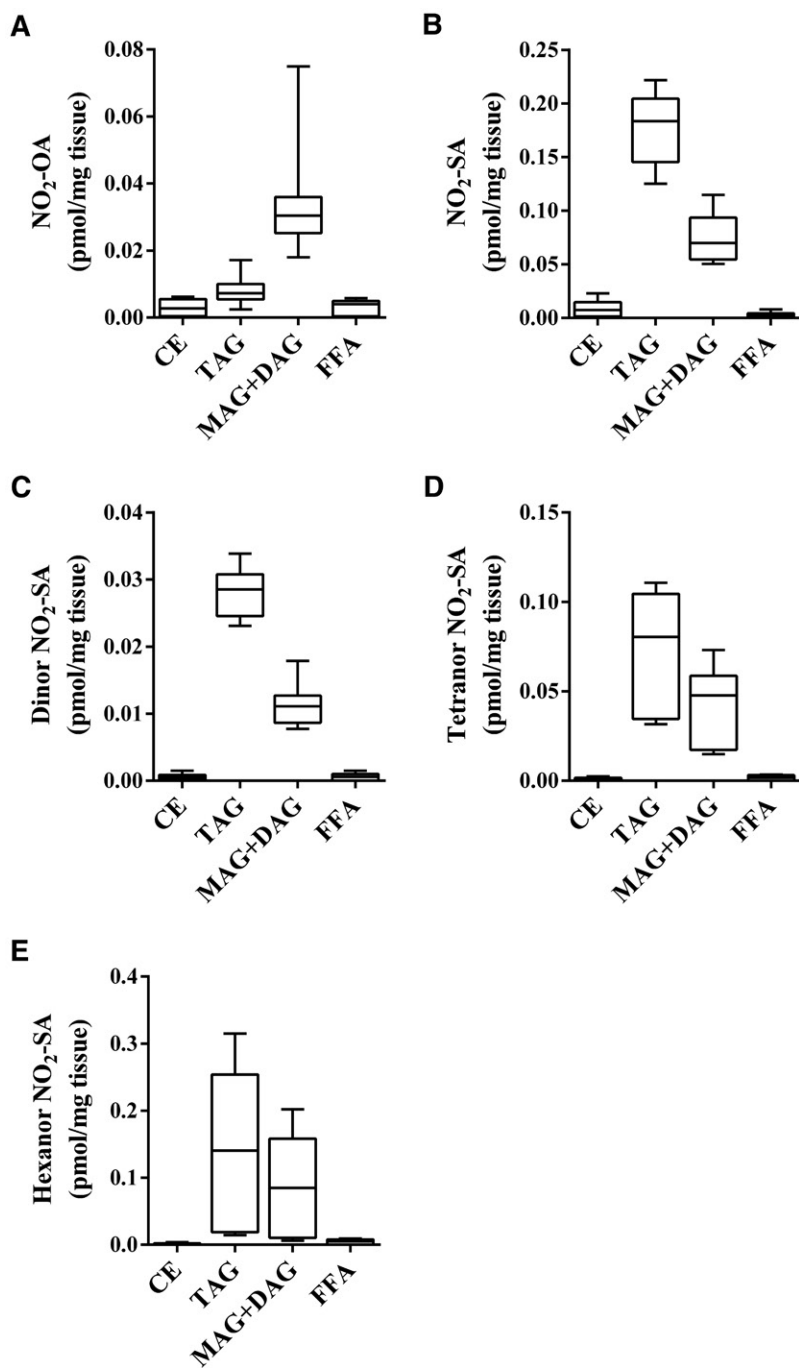 A
NO₂-OA
(pmol/mg tissue)
0.08
0.06
0.04
0.02
0.00
CE
TAG
MAG+DAG
FFA
B
NO₂-SA
(pmol/mg tissue)
0.25
0.20
0.15
0.10
0.05
0.00
CE
TAG
MAG+DAG
FFA
C
Dinor NO₂-SA
(pmol/mg tissue)
0.04
0.03
0.02
0.01
0.00
CE
TAG
MAG+DAG
FFA
D
Tetranor NO₂-SA
(pmol/mg tissue)
0.15
0.10
0.05
0.00
CE
TAG
MAG+DAG
FFA
E
Hexanor NO₂-SA
(pmol/mg tissue)
0.4
0.3
0.2
0.1
0.0
CE
TAG
MAG+DAG
FFA